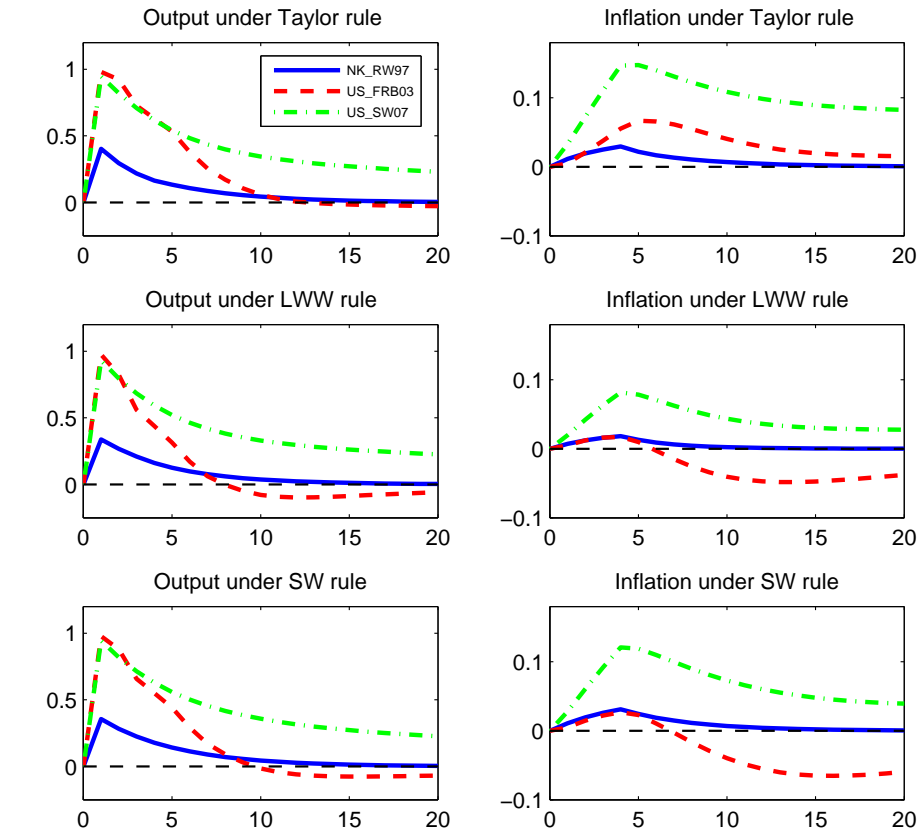 Output under Taylor rule
1
0.5
0
0 5 10 15 20
NK_RW97
US_FRB03
US_SW07
Inflation under Taylor rule
0.1
0
−0.1
0 5 10 15 20
Output under LWW rule
1
0.5
0
0 5 10 15 20
Inflation under LWW rule
0.1
0
−0.1
0 5 10 15 20
Output under SW rule
1
0.5
0
0 5 10 15 20
Inflation under SW rule
0.1
0
−0.1
0 5 10 15 20